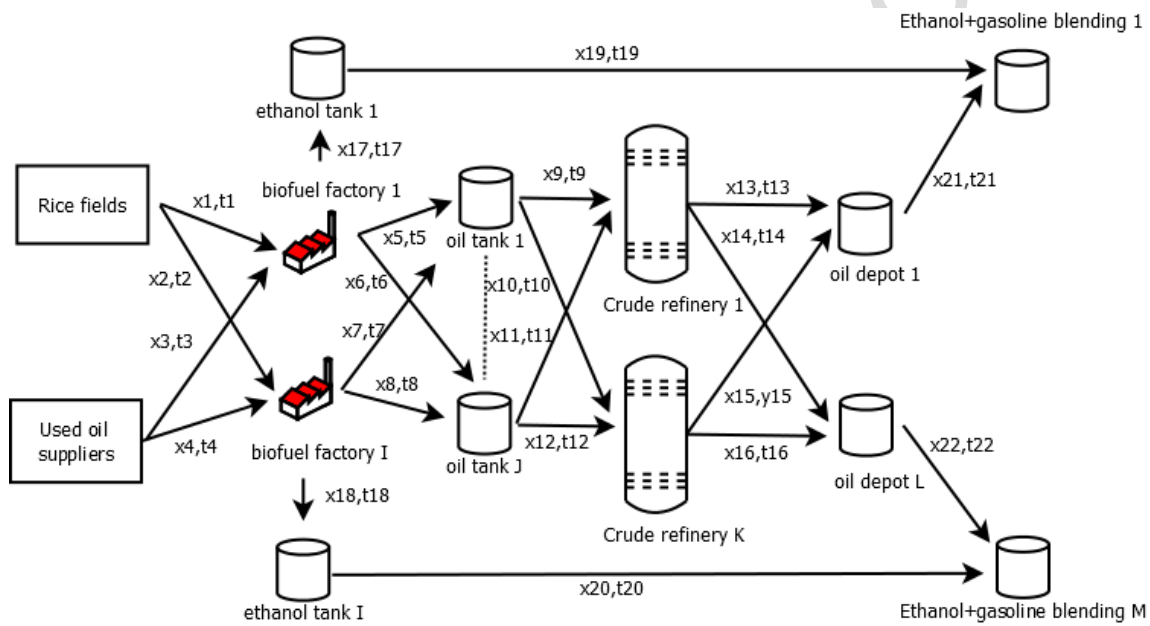 Ethanol+gasoline blending 1
x19,t19
ethanol tank 1
x17,t17
biofuel factory 1
x9,t9
x13,t13
x21,t21
Rice fields
x1,t1
x5,t5
oil tank 1
x14,t14
oil depot 1
x2,t2
x6,t6
x10,t10
Crude refinery 1
x3,t3
x7,t7
x11,t11
x8,t8
x15,y15
Used oil
suppliers
x4,t4
x12,t12
x16,t16
x22,t22
biofuel factory I
oil tank J
oil depot L
x18,t18
Crude refinery K
x20,t20
ethanol tank I
Ethanol+gasoline blending M